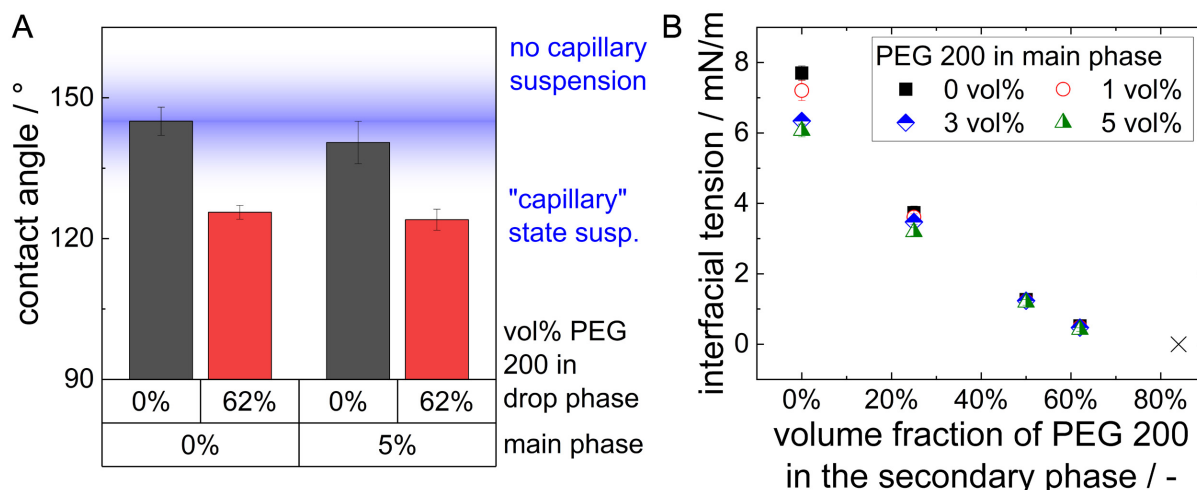 A
contact angle / °
150
120
90
no capillary
suspension
"capillary"
state susp.
vol% PEG
200 in
drop phase
main phase
0%
62%
0%
62%
0%
5%
B
interfacial tension / mN/m
8
6
4
2
0
PEG 200 in main phase
0 vol%
1 vol%
3 vol%
5 vol%
0%
20%
40%
60%
80%
volume fraction of PEG 200
in the secondary phase / -